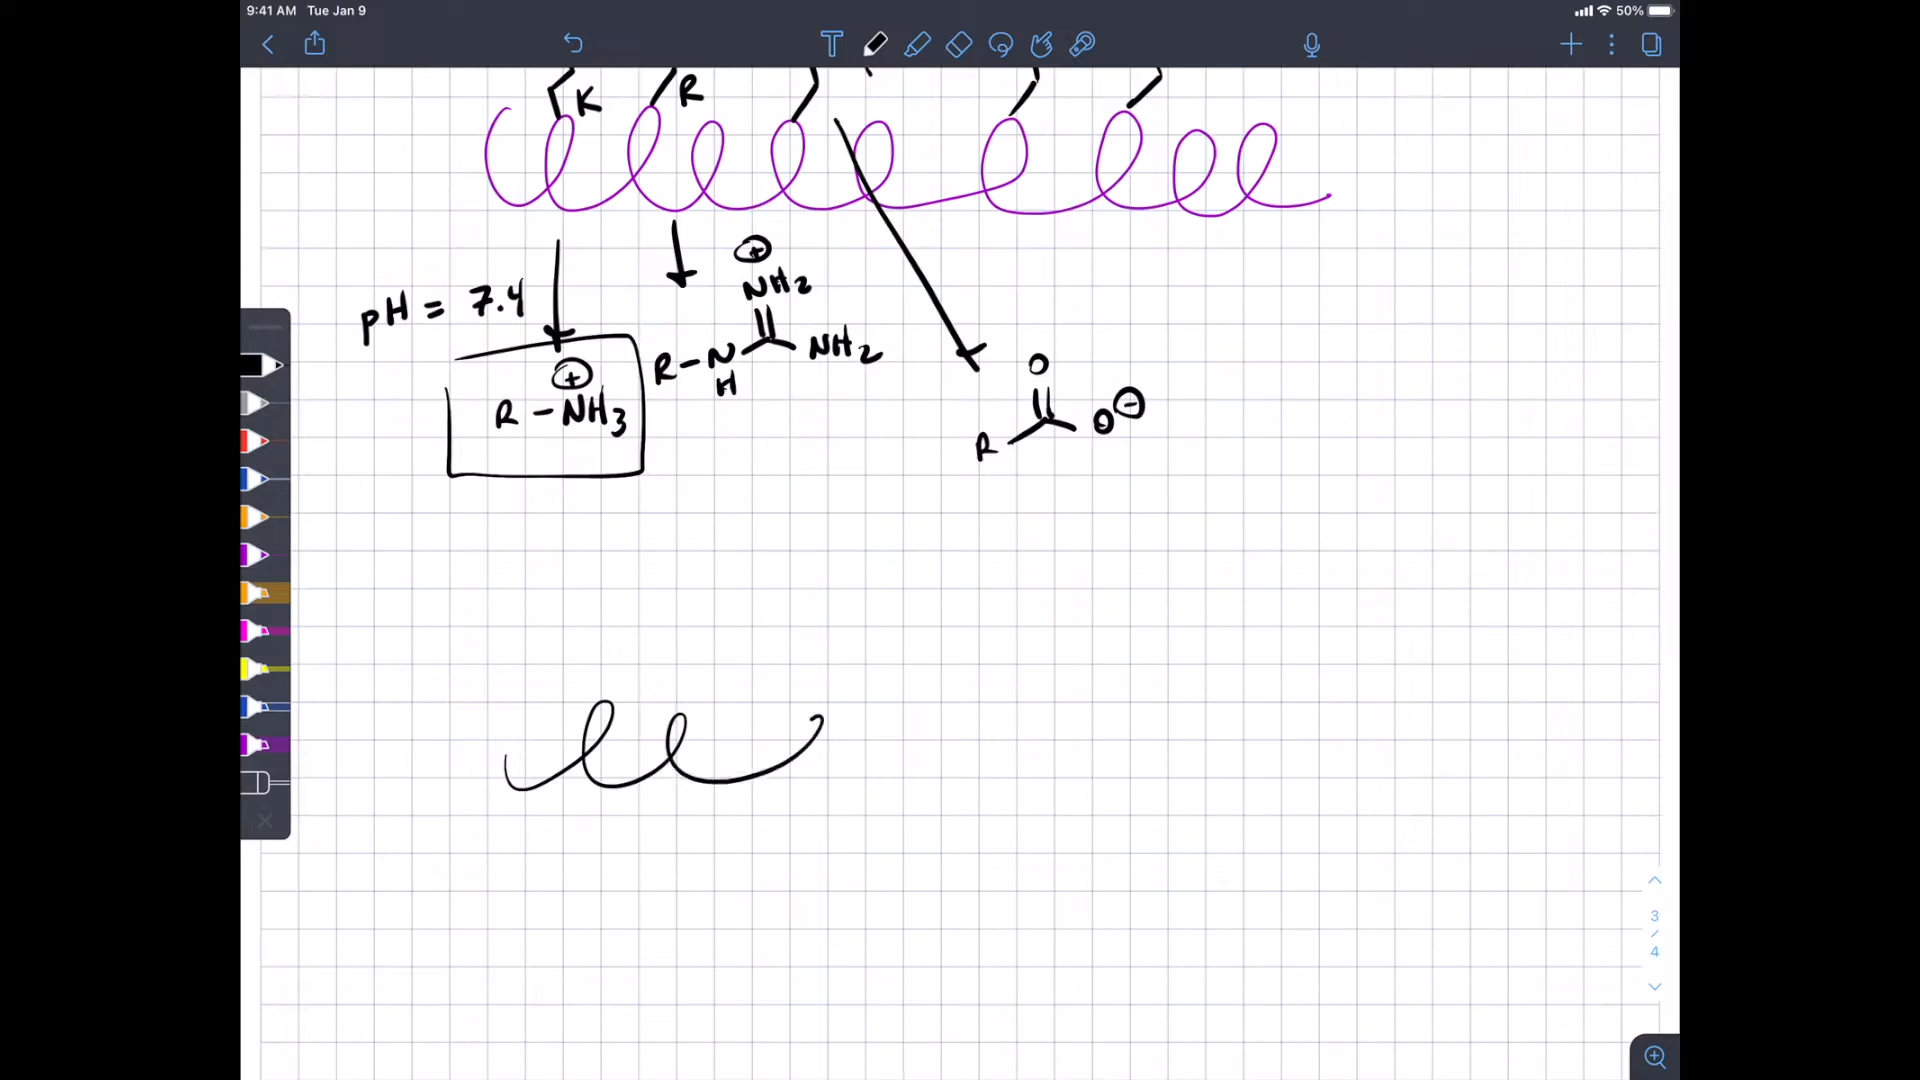 9:41 AM Tue Jan 9
50%
T
K
R
⊕
NH2
pH = 7.4
R-N
H
NH2
⊕
R-NH3
O
R
O⊖
3
/
4